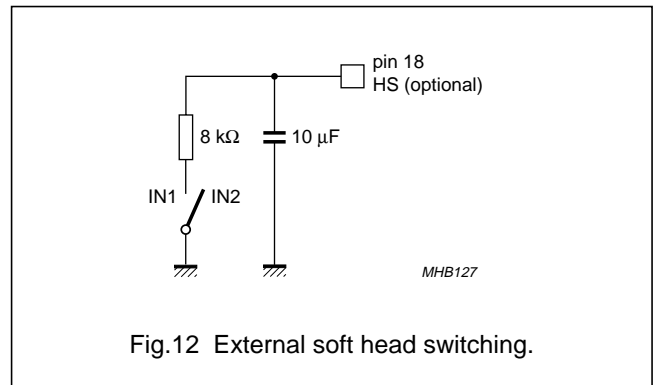 pin 18
HS (optional)
8 kΩ
10 μF
IN1 IN2
MHB127
Fig.12 External soft head switching.